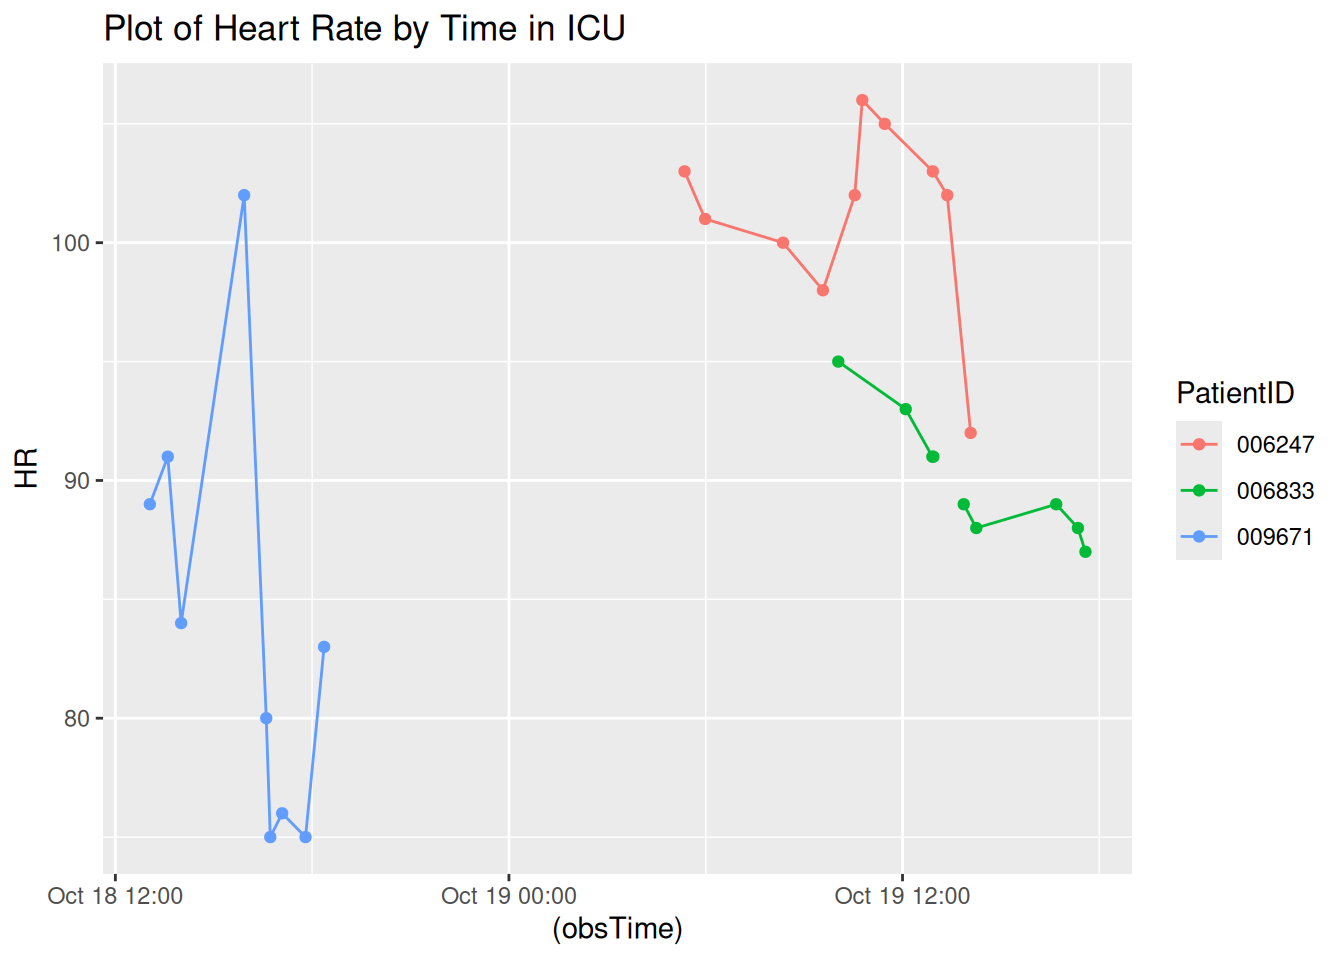 Plot of Heart Rate by Time in ICU
HR
100
90
80
Oct 18 12:00
Oct 19 00:00
Oct 19 12:00
(obsTime)
PatientID
006247
006833
009671